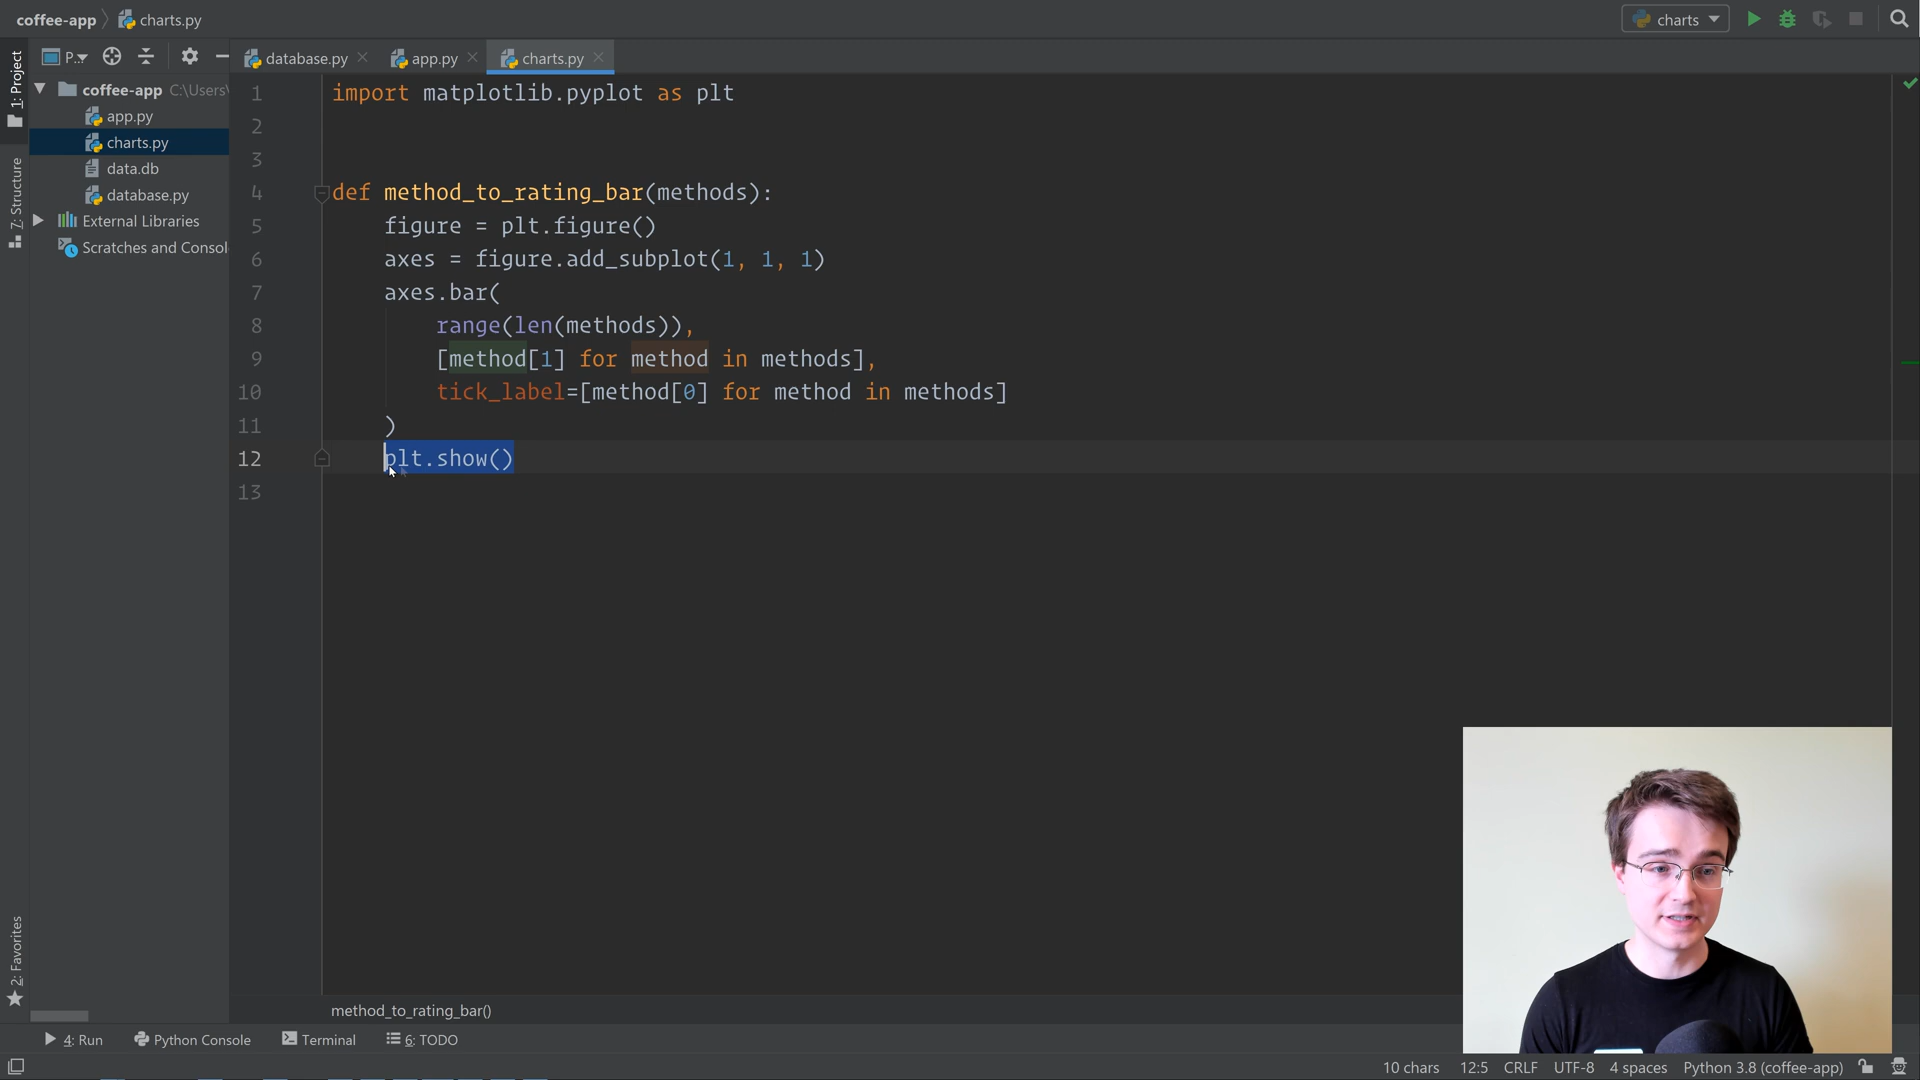 coffee-app
charts.py
charts
P..
database.py
app.py
charts.py
1: Project
7: Structure
2: Favorites
coffee-app C:\Users\
app.py
charts.py
data.db
database.py
External Libraries
Scratches and Consol
1 import matplotlib.pyplot as plt
2
3
4 def method_to_rating_bar(methods):
5 figure = plt.figure()
6 axes = figure.add_subplot(1, 1, 1)
7 axes.bar(
8 range(len(methods)),
9 [method[1] for method in methods],
10 tick_label=[method[0] for method in methods]
11 )
12 plt.show()
13
method_to_rating_bar()
4: Run
Python Console
Terminal
6: TODO
10 chars 12:5 CRLF UTF-8 4 spaces Python 3.8 (coffee-app)